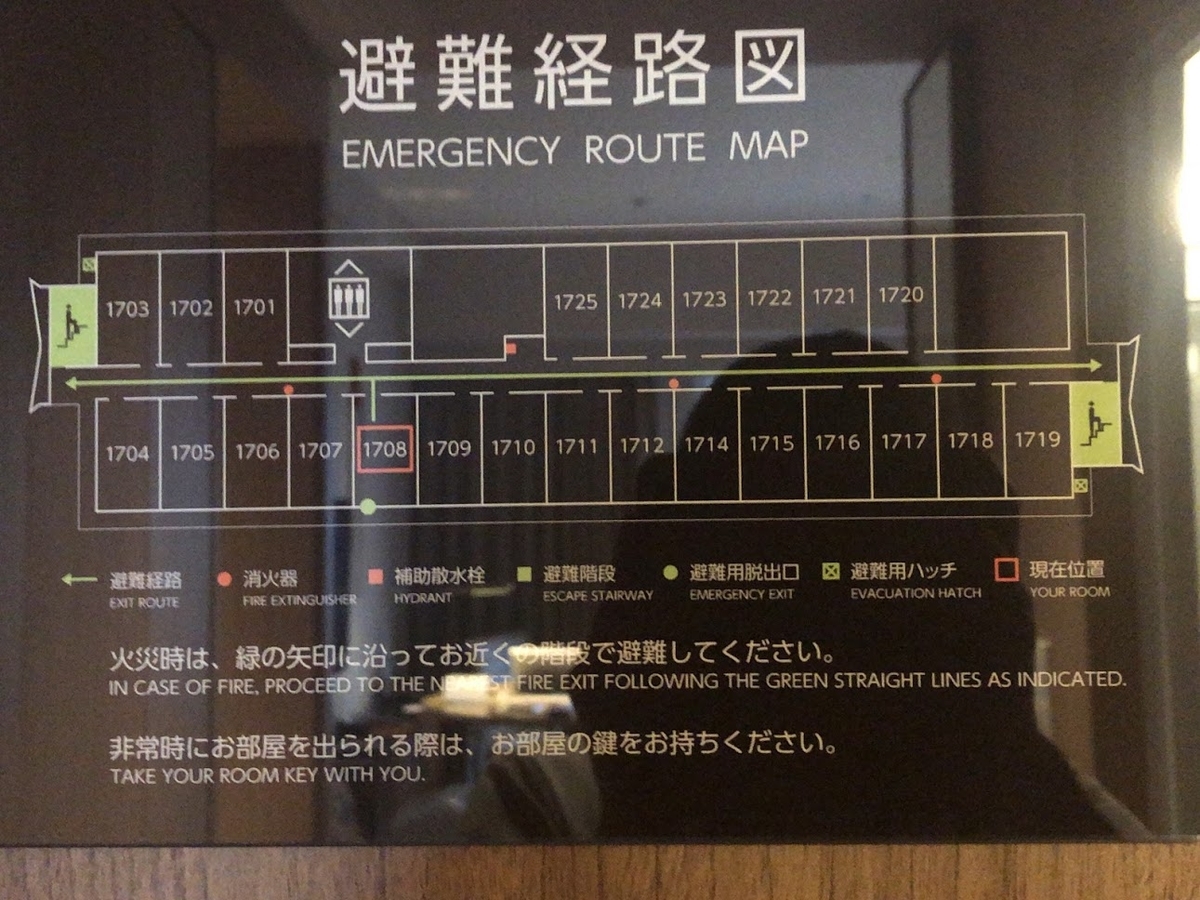 避難経路図
EMERGENCY ROUTE MAP
1703 1702 1701 1725 1724 1723 1722 1721 1720
1704 1705 1706 1707 1708 1709 1710 1711 1712 1714 1715 1716 1717 1718 1719
避難経路 消火器 補助散水栓 避難階段 避難用脱出口 避難用ハッチ 現在位置
EXIT ROUTE FIRE EXTINGUISHER HYDRANT ESCAPE STAIRWAY EMERGENCY EXIT EVACUATION HATCH YOUR ROOM
火災時は、緑の矢印に沿ってお近くの階段で避難してください。
IN CASE OF FIRE, PROCEED TO THE NEAREST FIRE EXIT FOLLOWING THE GREEN STRAIGHT LINES AS INDICATED.
非常時にお部屋を出られる際は、お部屋の鍵をお持ちください。
TAKE YOUR ROOM KEY WITH YOU.